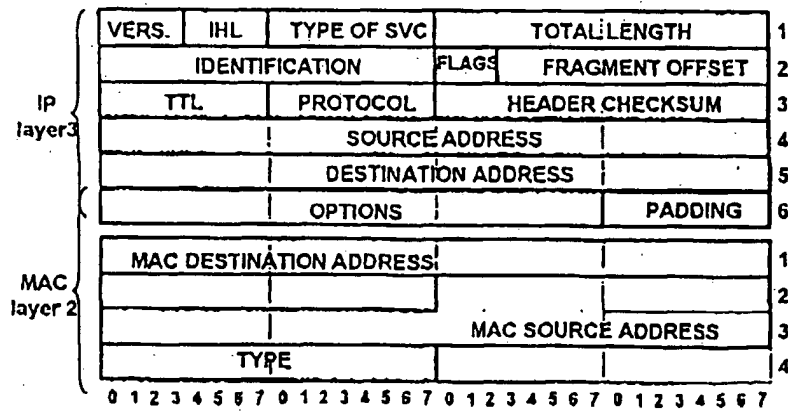 VERS. IHL TYPE OF SVC TOTAL LENGTH 1
IDENTIFICATION FLAGS FRAGMENT OFFSET 2
IP layer3
TTL PROTOCOL HEADER CHECKSUM 3
SOURCE ADDRESS 4
DESTINATION ADDRESS 5
OPTIONS PADDING 6
MAC DESTINATION ADDRESS 1
MAC layer 2
2
MAC SOURCE ADDRESS 3
TYPE 4
0 1 2 3 4 5 6 7 0 1 2 3 4 5 6 7 0 1 2 3 4 5 6 7 0 1 2 3 4 5 6 7